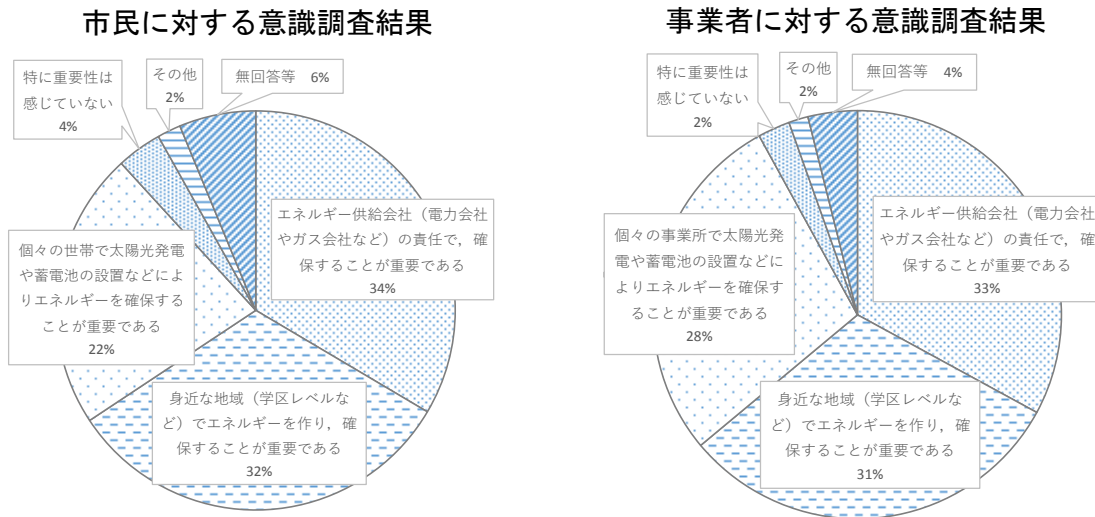 市民に対する意識調査結果
特に重要性は
感じていない
4%
その他
2%
無回答等 6%
エネルギー供給会社（電力会社
やガス会社など）の責任で，確
保することが重要である
34%
個々の世帯で太陽光発電
や蓄電池の設置などによ
りエネルギーを確保する
ことが重要である
22%
身近な地域（学区レベルな
ど）でエネルギーを作り，確
保することが重要である
32%
事業者に対する意識調査結果
特に重要性は
感じていない
2%
その他
2%
無回答等 4%
エネルギー供給会社（電力会社
やガス会社など）の責任で，確
保することが重要である
33%
個々の事業所で太陽光発
電や蓄電池の設置などに
よりエネルギーを確保す
ることが重要である
28%
身近な地域（学区レベルな
ど）でエネルギーを作り，確
保することが重要である
31%